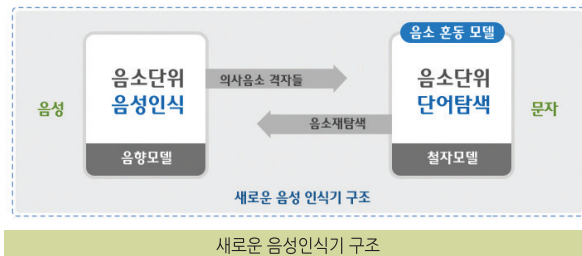 음소 혼동 모델
음소단위
음성인식
음향모델
의사음소 격자들
음소재탐색
음소단위
단어탐색
철자모델
음성
문자
새로운 음성 인식기 구조
새로운 음성인식기 구조